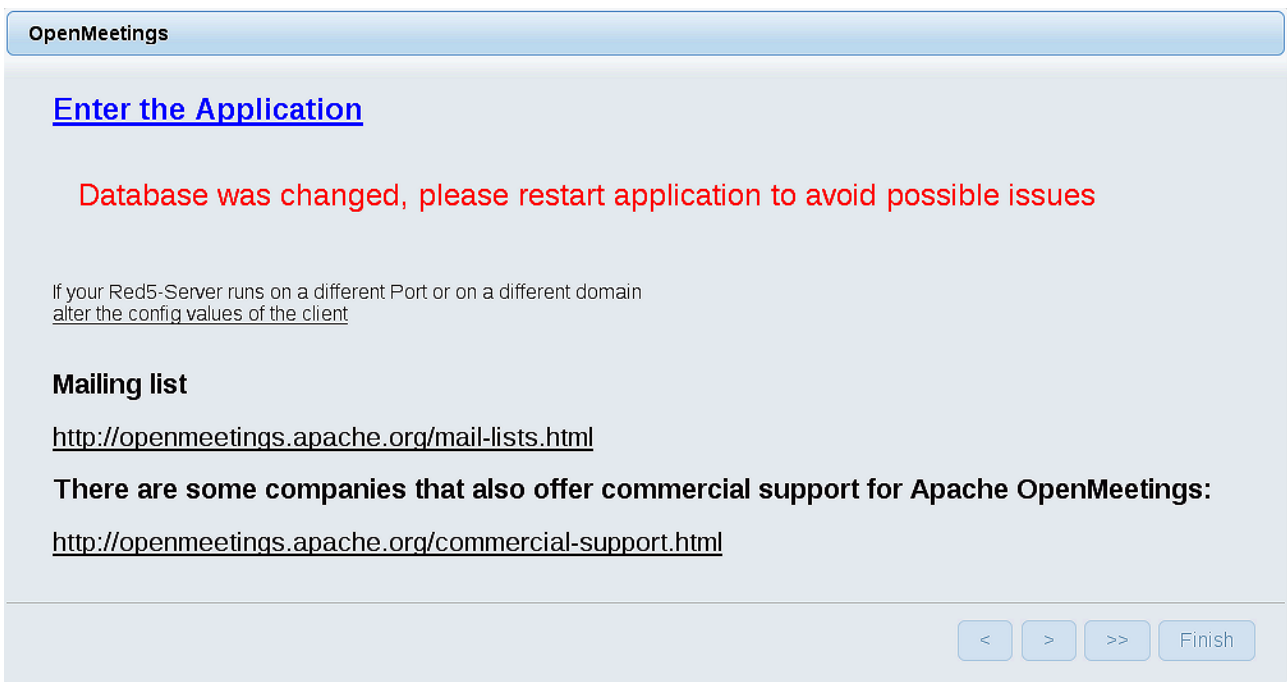 OpenMeetings
Enter the Application
Database was changed, please restart application to avoid possible issues
If your Red5-Server runs on a different Port or on a different domain
alter the config values of the client
Mailing list
http://openmeetings.apache.org/mail-lists.html
There are some companies that also offer commercial support for Apache OpenMeetings:
http://openmeetings.apache.org/commercial-support.html
< > >> Finish